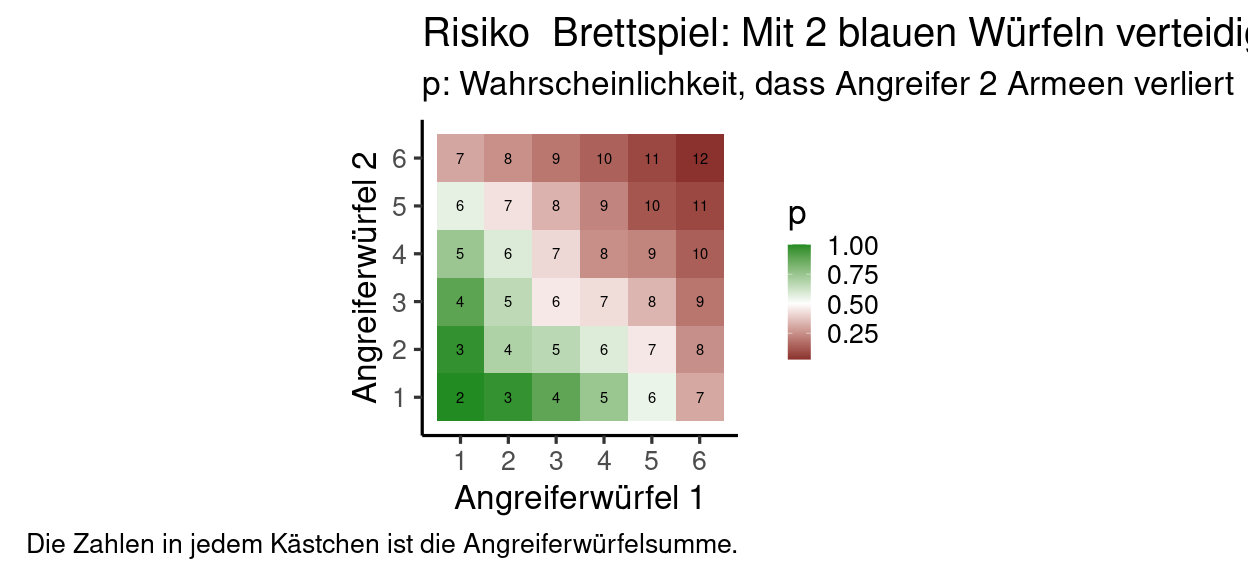 Risiko  Brettspiel: Mit 2 blauen Würfeln verteidig
p: Wahrscheinlichkeit, dass Angreifer 2 Armeen verliert
Angreiferwürfel 2
6 7 8 9 10 11 12
5 6 7 8 9 10 11
4 5 6 7 8 9 10
3 4 5 6 7 8 9
2 3 4 5 6 7 8
1 2 3 4 5 6 7
1 2 3 4 5 6
Angreiferwürfel 1
p
1.00
0.75
0.50
0.25
Die Zahlen in jedem Kästchen ist die Angreiferwürfelsumme.